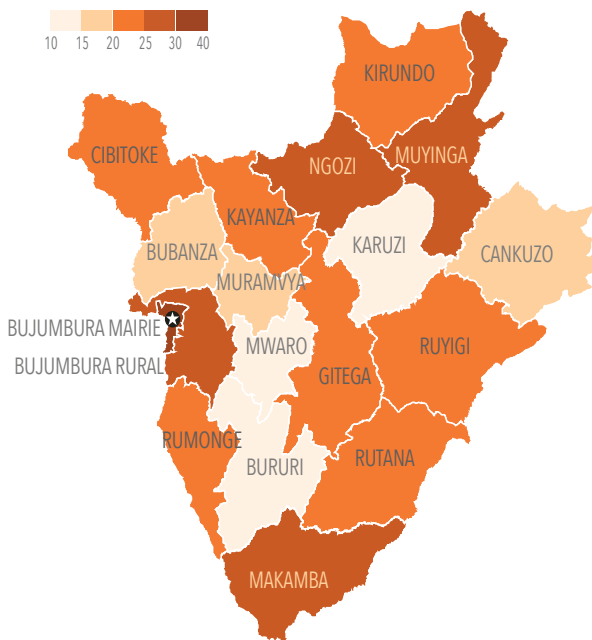 10 15 20 25 30 40
KIRUNDO
CIBITOKE
NGOZI
MUYINGA
KAYANZA
KARUZI
BUBANZA
CANKUZO
MURAMVYA
BUJUMBURA MAIRIE
MWARO
RUYIGI
BUJUMBURA RURAL
GITEGA
RUMONGE
RUTANA
BURURI
MAKAMBA